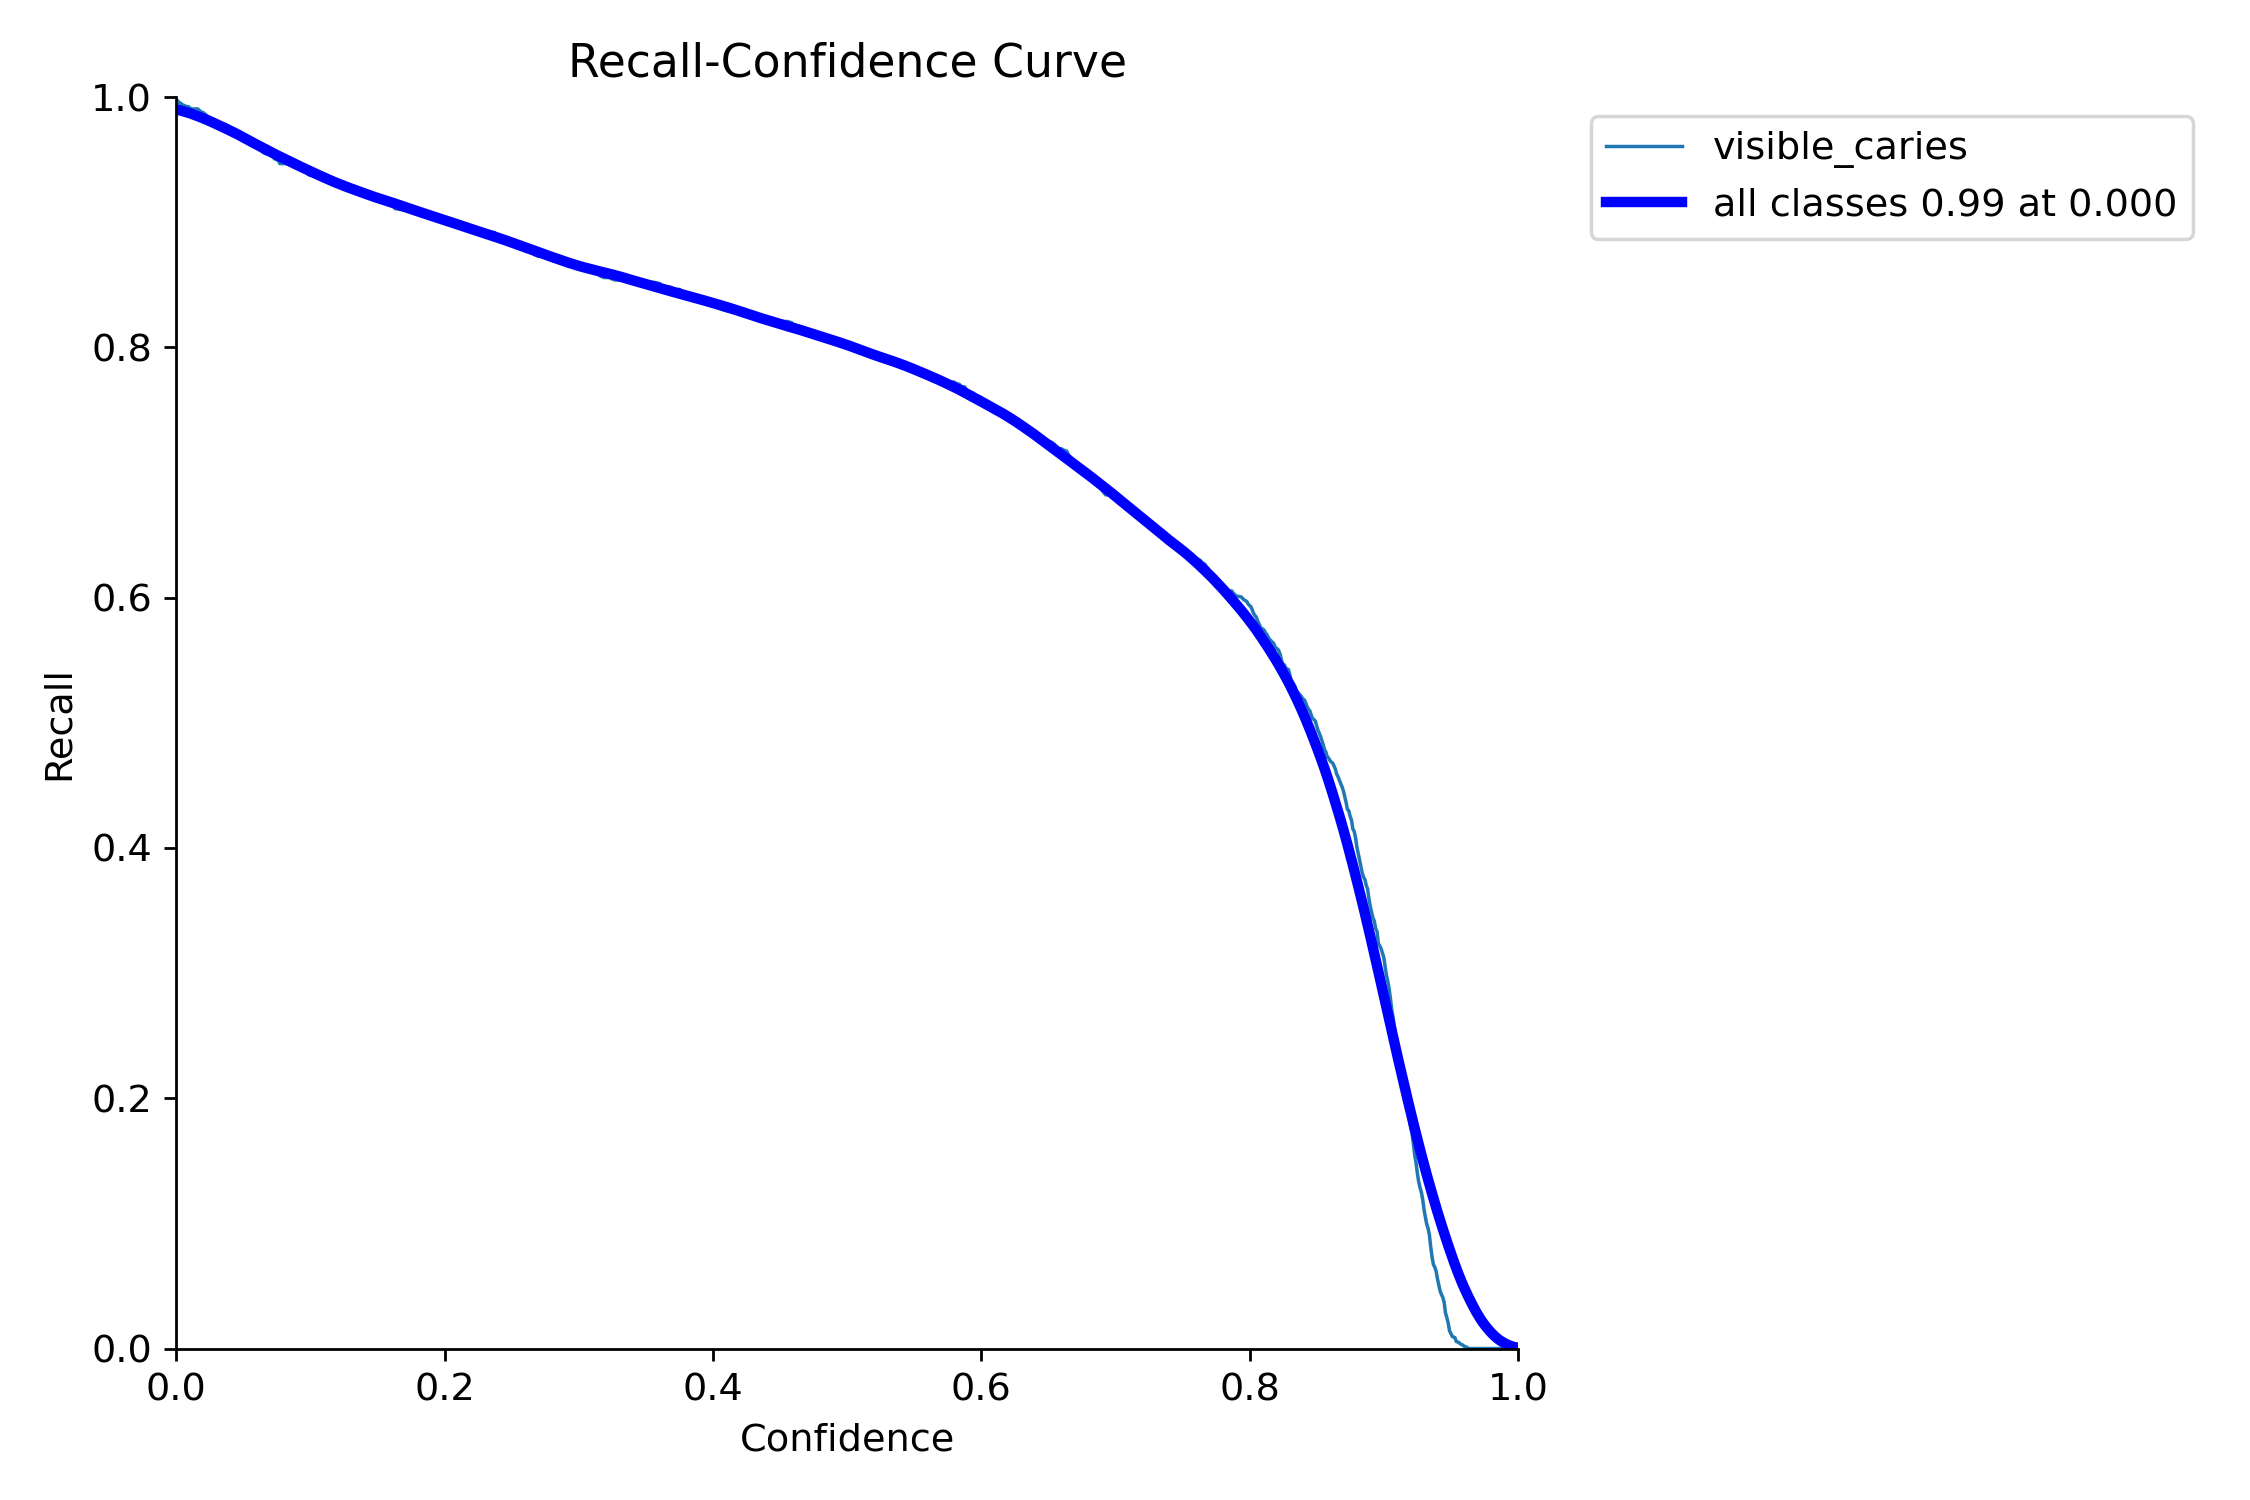 Recall-Confidence Curve
1.0
0.8
0.6
0.4
0.2
0.0
Recall
0.0 0.2 0.4 0.6 0.8 1.0
Confidence
visible_caries
all classes 0.99 at 0.000